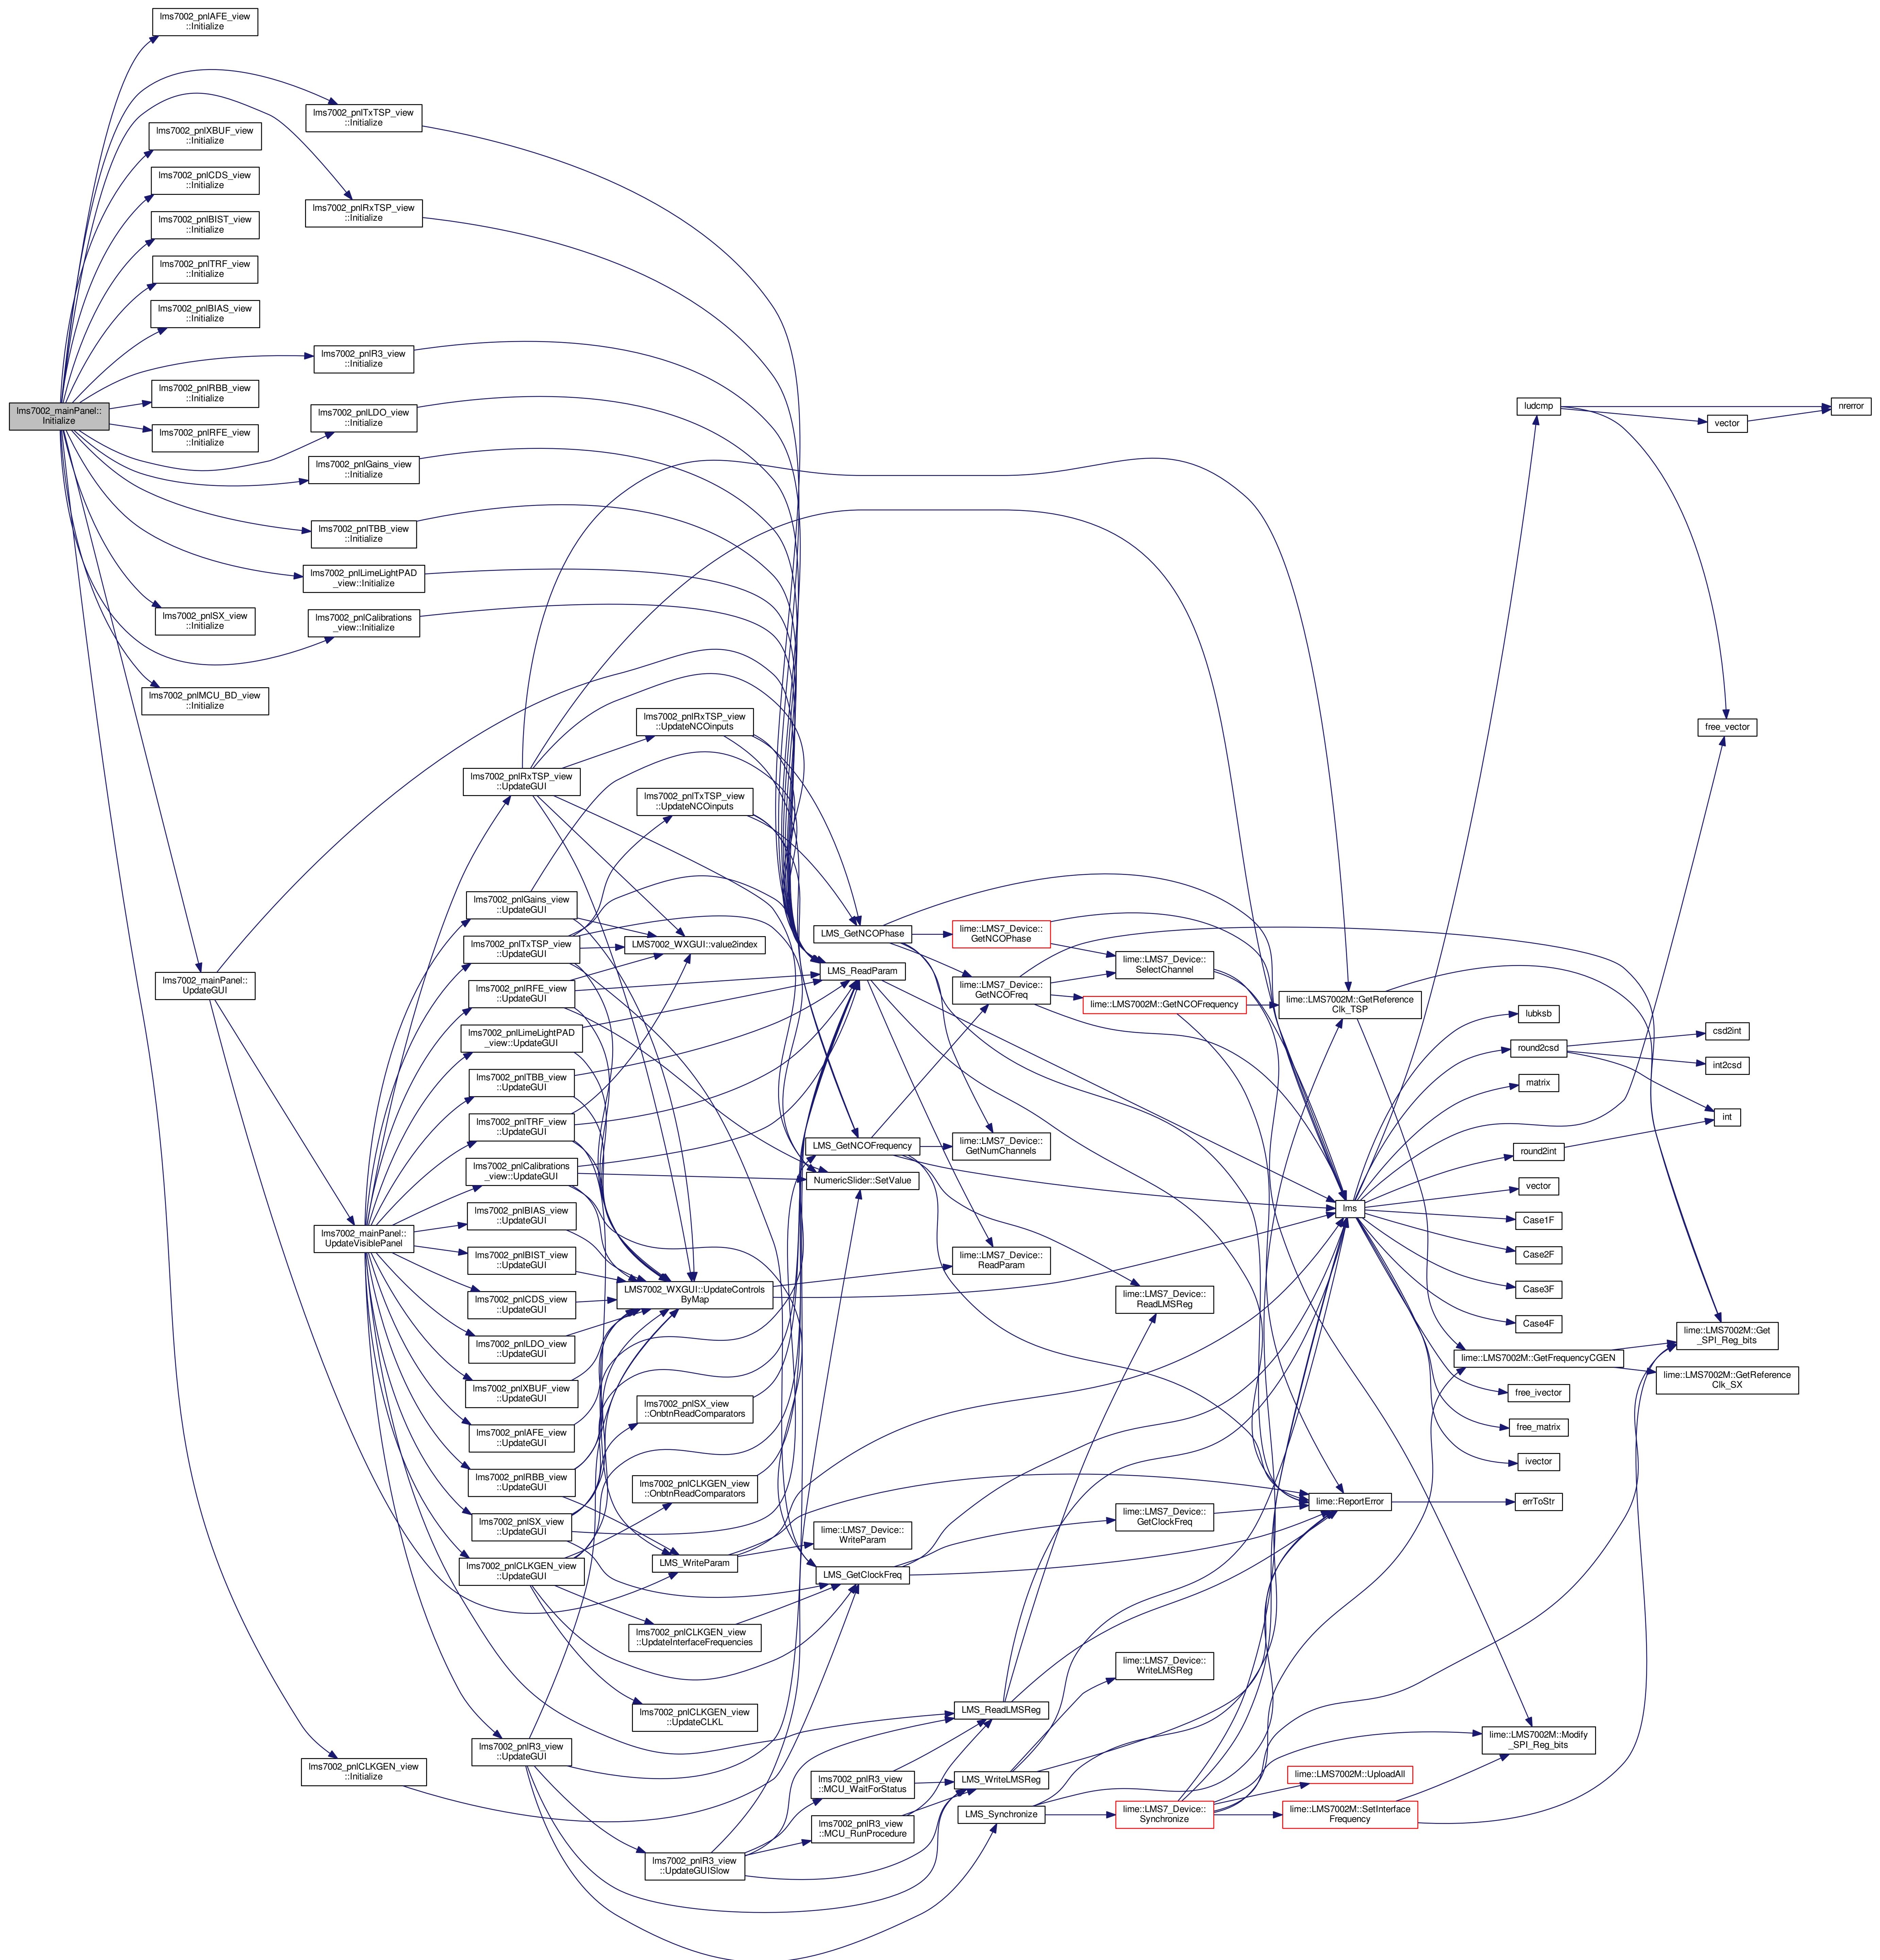 lms7002_mainPanel::
Initialize
lms7002_pnlAFE_view
::Initialize
lms7002_pnlXBUF_view
::Initialize
lms7002_pnlCDS_view
::Initialize
lms7002_pnlBIST_view
::Initialize
lms7002_pnlTRF_view
::Initialize
lms7002_pnlBIAS_view
::Initialize
lms7002_pnlRBB_view
::Initialize
lms7002_pnlRFE_view
::Initialize
lms7002_pnlSX_view
::Initialize
lms7002_pnlMCU_BD_view
::Initialize
lms7002_mainPanel::
UpdateGUI
lms7002_pnlTxTSP_view
::Initialize
lms7002_pnlRxTSP_view
::Initialize
lms7002_pnlR3_view
::Initialize
lms7002_pnlLDO_view
::Initialize
lms7002_pnlGains_view
::Initialize
lms7002_pnlTBB_view
::Initialize
lms7002_pnlLimeLightPAD
_view::Initialize
lms7002_pnlCalibrations
_view::Initialize
lms7002_mainPanel::
UpdateVisiblePanel
lms7002_pnlCLKGEN_view
::Initialize
lms7002_pnlRxTSP_view
::UpdateGUI
lms7002_pnlGains_view
::UpdateGUI
lms7002_pnlTxTSP_view
::UpdateGUI
lms7002_pnlRFE_view
::UpdateGUI
lms7002_pnlLimeLightPAD
_view::UpdateGUI
lms7002_pnlTBB_view
::UpdateGUI
lms7002_pnlTRF_view
::UpdateGUI
lms7002_pnlCalibrations
_view::UpdateGUI
lms7002_pnlBIAS_view
::UpdateGUI
lms7002_pnlBIST_view
::UpdateGUI
lms7002_pnlCDS_view
::UpdateGUI
lms7002_pnlLDO_view
::UpdateGUI
lms7002_pnlXBUF_view
::UpdateGUI
lms7002_pnlAFE_view
::UpdateGUI
lms7002_pnlRBB_view
::UpdateGUI
lms7002_pnlSX_view
::UpdateGUI
lms7002_pnlCLKGEN_view
::UpdateGUI
lms7002_pnlR3_view
::UpdateGUI
lms7002_pnlRxTSP_view
::UpdateNCOinputs
lms7002_pnlTxTSP_view
::UpdateNCOinputs
LMS7002_WXGUI::value2index
LMS7002_WXGUI::UpdateControls
ByMap
lms7002_pnlSX_view
::OnbtnReadComparators
lms7002_pnlCLKGEN_view
::OnbtnReadComparators
LMS_WriteParam
lms7002_pnlCLKGEN_view
::UpdateInterfaceFrequencies
lms7002_pnlCLKGEN_view
::UpdateCLKL
lms7002_pnlR3_view
::UpdateGUISlow
LMS_GetNCOPhase
LMS_ReadParam
LMS_GetNCOFrequency
NumericSlider::SetValue
lime::LMS7_Device::
WriteParam
LMS_GetClockFreq
lms7002_pnlR3_view
::MCU_WaitForStatus
lms7002_pnlR3_view
::MCU_RunProcedure
lime::LMS7_Device::
GetNCOPhase
lime::LMS7_Device::
GetNCOFreq
lime::LMS7_Device::
GetNumChannels
lime::LMS7_Device::
ReadParam
LMS_ReadLMSReg
LMS_WriteLMSReg
LMS_Synchronize
lime::LMS7_Device::
SelectChannel
lime::LMS7002M::GetNCOFrequency
lime::LMS7_Device::
ReadLMSReg
lime::LMS7_Device::
GetClockFreq
lime::LMS7_Device::
WriteLMSReg
lime::LMS7_Device::
Synchronize
lime::LMS7002M::GetReference
Clk_TSP
lms
lime::ReportError
lime::LMS7002M::UploadAll
lime::LMS7002M::SetInterface
Frequency
ludcmp
lubksb
round2csd
matrix
round2int
vector
Case1F
Case2F
Case3F
Case4F
lime::LMS7002M::GetFrequencyCGEN
free_ivector
free_matrix
ivector
errToStr
lime::LMS7002M::Modify
_SPI_Reg_bits
vector
free_vector
csd2int
int2csd
int
lime::LMS7002M::Get
_SPI_Reg_bits
lime::LMS7002M::GetReference
Clk_SX
nrerror